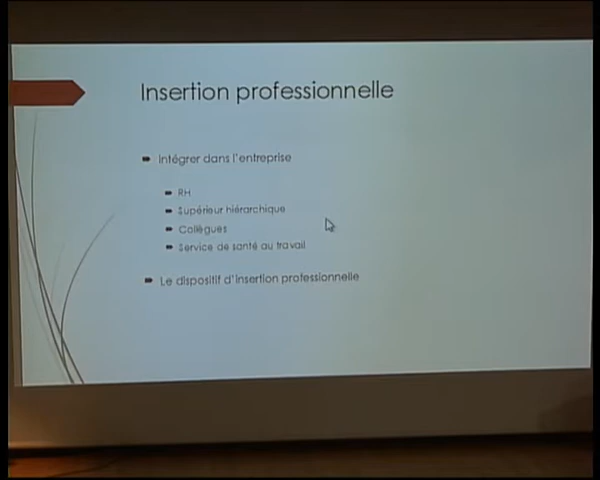 Insertion professionnelle
Intégrer dans l'entreprise
RH
Supérieur hiérarchique
Collègues
Service de santé au travail
Le dispositif d'insertion professionnelle